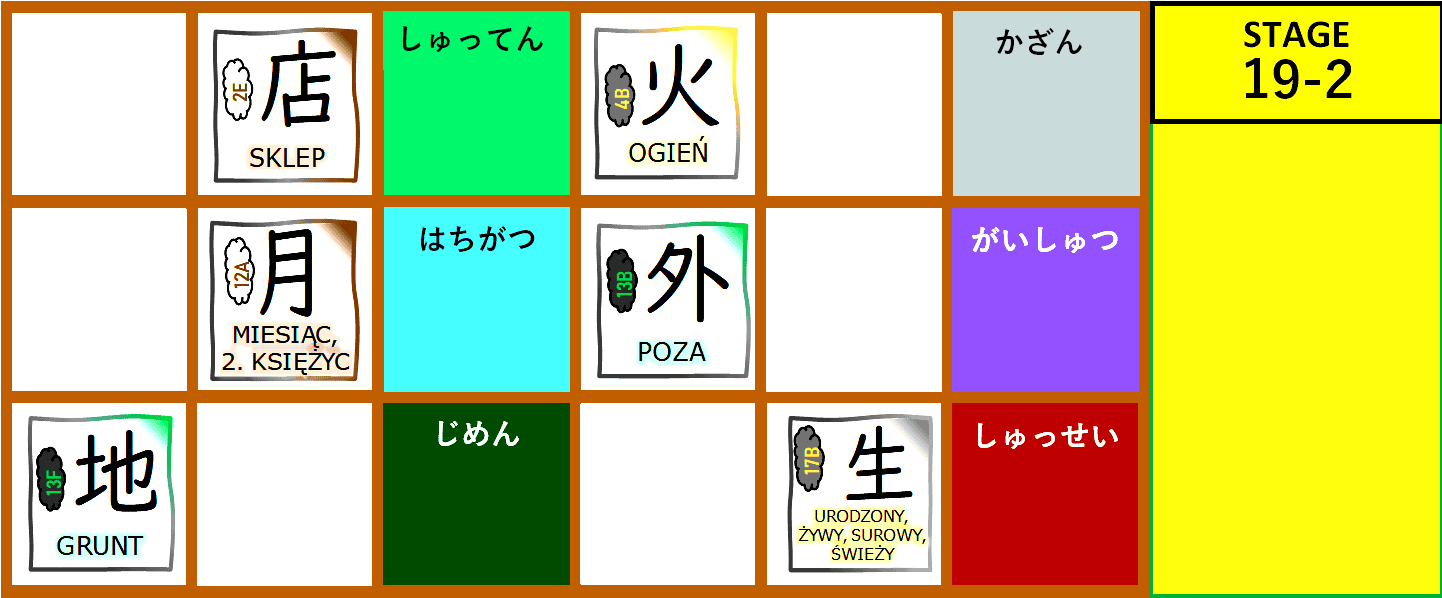 2E
店
SKLEP
しゅってん
4B
火
OGIEŃ
かざん
STAGE
19-2
12A
月
MIESIĄC,
2. KSIĘŻYC
はちがつ
13B
外
POZA
がいしゅつ
13F
地
GRUNT
じめん
17B
生
URODZONY,
ŻYWY, SUROWY,
ŚWIEŻY
しゅっせい